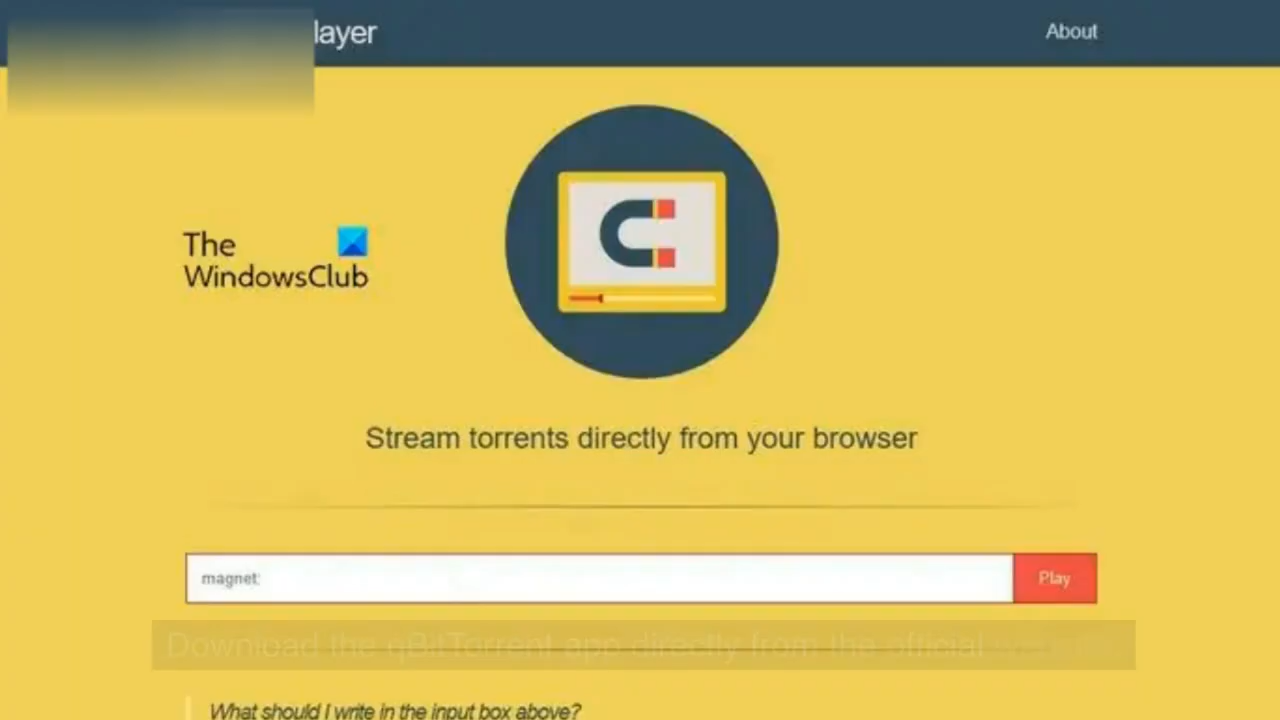 layer
About
The
WindowsClub
Stream torrents directly from your browser
magnet:
Play
Download the qBitTorrent app directly from the official
What should I write in the input box above?